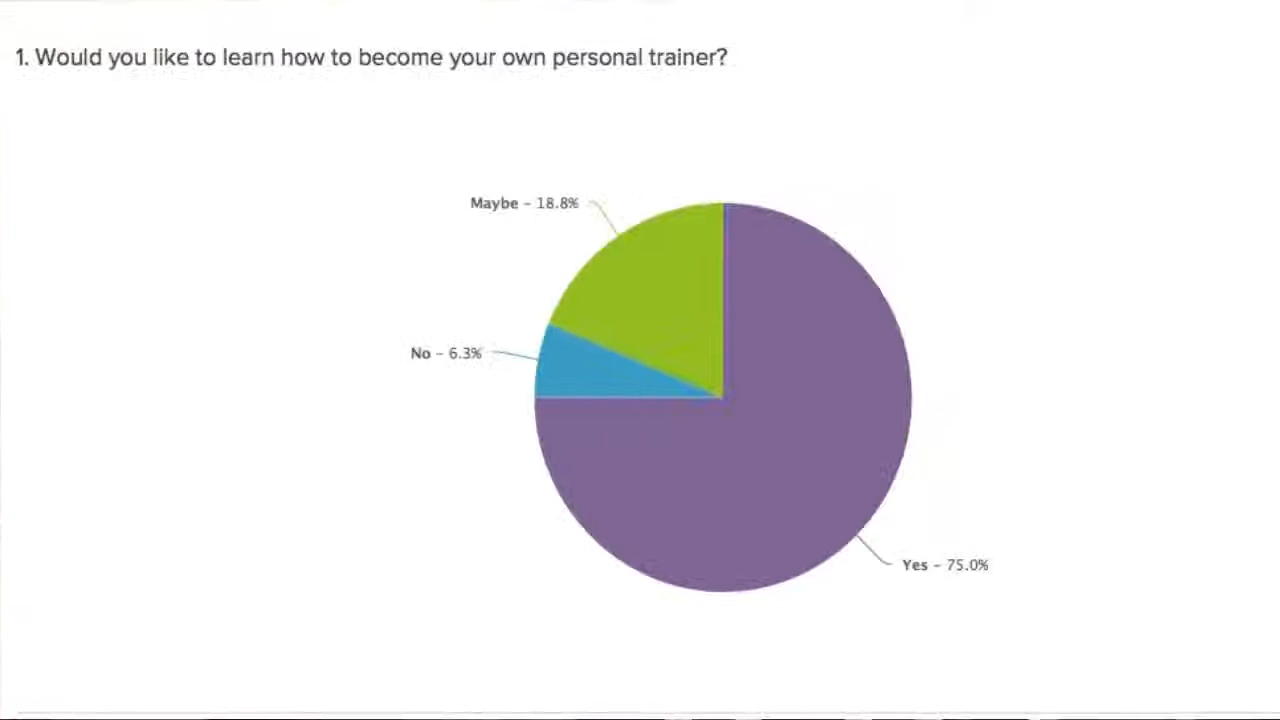 1. Would you like to learn how to become your own personal trainer?
Maybe – 18.8%
No – 6.3%
Yes – 75.0%